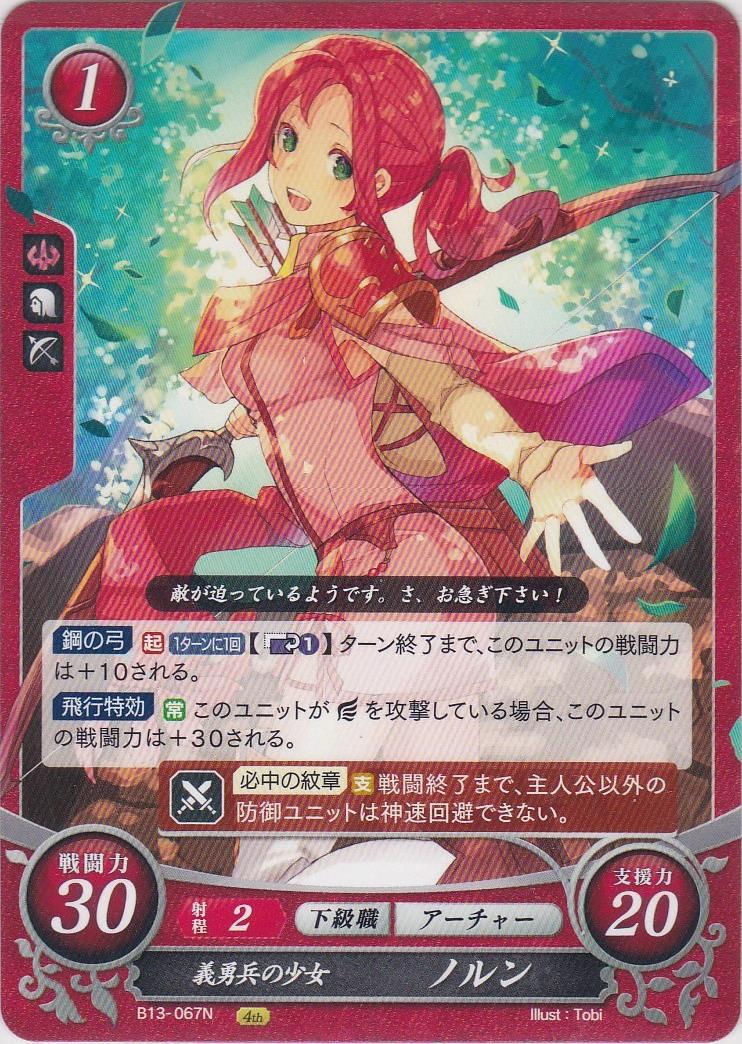 1
敵が迫っているようです。さ、お急ぎ下さい！
鋼の弓 起 1ターンに1回【1】ターン終了まで、このユニットの戦闘力
は＋10される。
飛行特効 常 このユニットが を攻撃している場合、このユニット
の戦闘力は＋30される。
必中の紋章 支 戦闘終了まで、主人公以外の
防御ユニットは神速回避できない。
戦闘力
30
射程 2 下級職 アーチャー
支援力
20
義勇兵の少女 ノルン
B13-067N 4th Illust : Tobi